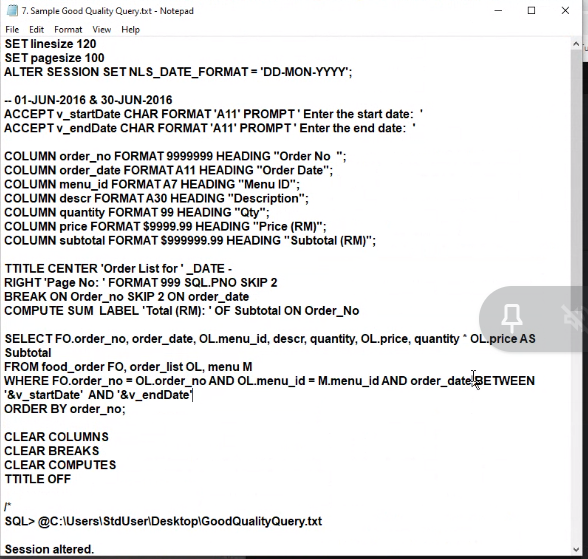 7. Sample Good Quality Query.txt - Notepad
File Edit Format View Help
SET linesize 120
SET pagesize 100
ALTER SESSION SET NLS_DATE_FORMAT = 'DD-MON-YYYY';
-- 01-JUN-2016 & 30-JUN-2016
ACCEPT v_startDate CHAR FORMAT 'A11' PROMPT ' Enter the start date:  '
ACCEPT v_endDate CHAR FORMAT 'A11' PROMPT ' Enter the end date:  '
COLUMN order_no FORMAT 9999999 HEADING "Order No  ";
COLUMN order_date FORMAT A11 HEADING "Order Date";
COLUMN menu_id FORMAT A7 HEADING "Menu ID";
COLUMN descr FORMAT A30 HEADING "Description";
COLUMN quantity FORMAT 99 HEADING "Qty";
COLUMN price FORMAT $9999.99 HEADING "Price (RM)";
COLUMN subtotal FORMAT $999999.99 HEADING "Subtotal (RM)";
TTITLE CENTER 'Order List for ' _DATE -
RIGHT 'Page No: ' FORMAT 999 SQL.PNO SKIP 2
BREAK ON Order_no SKIP 2 ON order_date
COMPUTE SUM  LABEL 'Total (RM): ' OF Subtotal ON Order_No
SELECT FO.order_no, order_date, OL.menu_id, descr, quantity, OL.price, quantity * OL.price AS
Subtotal
FROM food_order FO, order_list OL, menu M
WHERE FO.order_no = OL.order_no AND OL.menu_id = M.menu_id AND order_date BETWEEN
'&v_startDate'  AND '&v_endDate'
ORDER BY order_no;
CLEAR COLUMNS
CLEAR BREAKS
CLEAR COMPUTES
TTITLE OFF
/*
SQL> @C:\Users\StdUser\Desktop\GoodQualityQuery.txt
Session altered.